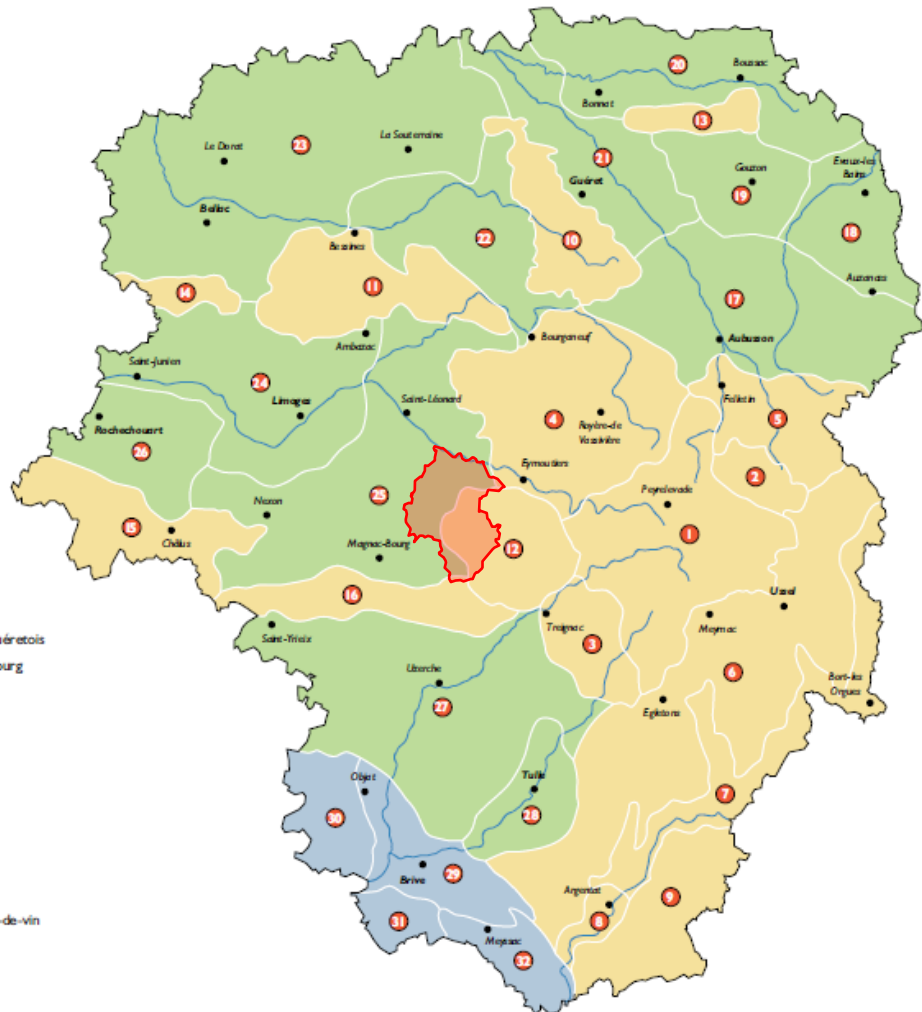 20
Boussac
Bonnat
13
La Souterraine
23
Le Dorat
21
Gouzon
Evaux-les
Bains
Guéret
19
Bellac
18
22
10
Bessines
11
14
17
Auzances
Bourganeuf
Aubusson
Ambazac
Saint-Junien
24
Felletin
Limoges
Saint-Léonard
4
Royère-de
Vassivière
5
Rochechouart
26
Eymoutiers
2
Peyrelevade
25
Nexon
15
Châlus
12
1
Magnac-Bourg
16
Ussel
Treignac
Meymac
Saint-Yrieix
3
éretois
ourg
6
Bort-les
Orgues
Uzerche
Egletons
27
Objat
Tulle
7
30
28
Brive
29
Argentat
9
8
-de-vin
31
Meyssac
32